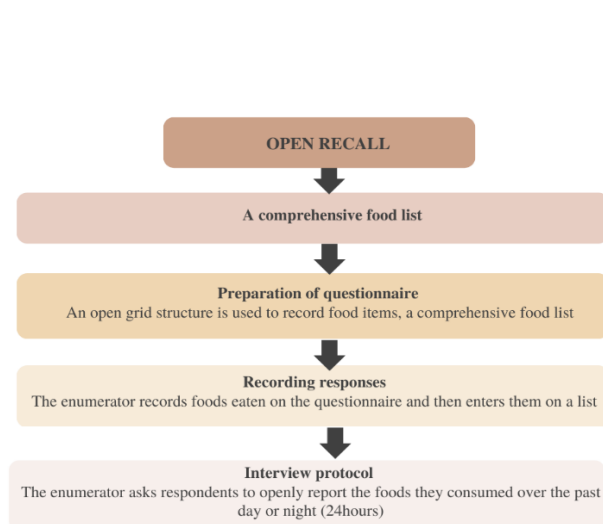 OPEN RECALL
A comprehensive food list
Preparation of questionnaire
An open grid structure is used to record food items, a comprehensive food list
Recording responses
The enumerator records foods eaten on the questionnaire and then enters them on a list
Interview protocol
The enumerator asks respondents to openly report the foods they consumed over the past
day or night (24hours)